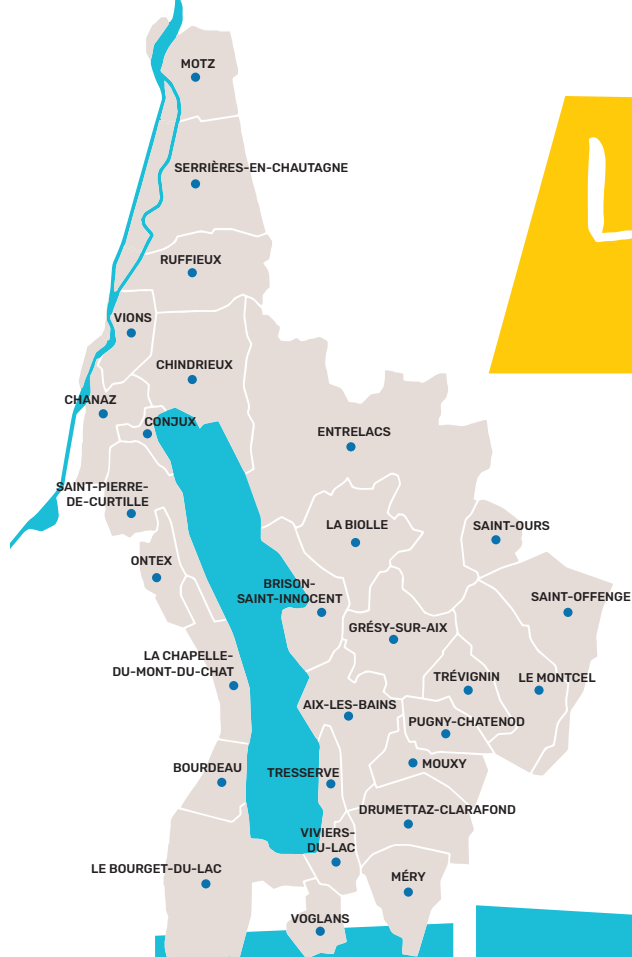 MOTZ
SERRIÈRES-EN-CHAUTAGNE
RUFFIEUX
VIONS
CHINDRIEUX
CHANAZ
CONJUX
ENTRELACS
SAINT-PIERRE-
DE-CURTILLE
LA BIOLLE
SAINT-OURS
ONTEX
BRISON-
SAINT-INNOCENT
SAINT-OFFENGE
GRÉSY-SUR-AIX
LA CHAPELLE-
DU-MONT-DU-CHAT
TRÉVIGNIN
LE MONTCEL
AIX-LES-BAINS
PUGNY-CHATENOD
MOUXY
BOURDEAU
TRESSERVE
DRUMETTAZ-CLARAFOND
VIVIERS-
DU-LAC
LE BOURGET-DU-LAC
MÉRY
VOGLANS